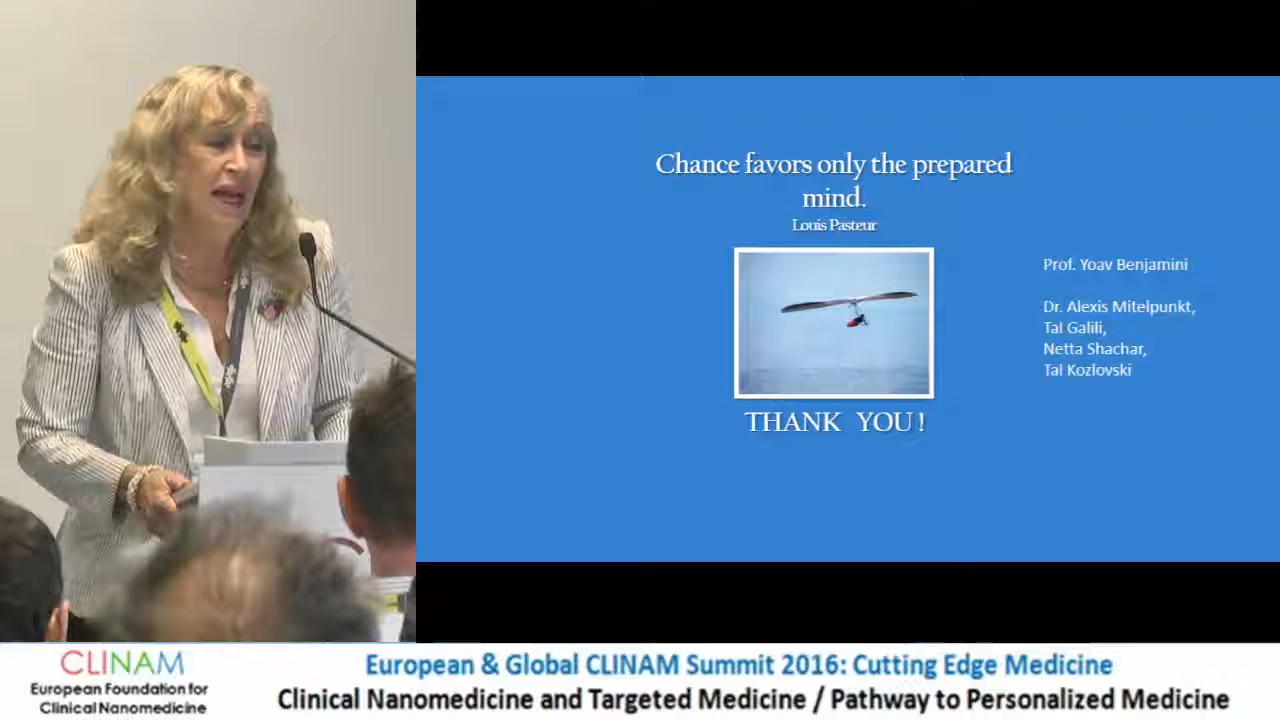 Chance favors only the prepared
mind.
Louis Pasteur
Prof. Yoav Benjamini
Dr. Alexis Mitelpunkt,
Tal Galili,
Netta Shachar,
Tal Kozlovski
THANK YOU!
CLINAM
European Foundation for
Clinical Nanomedicine
European & Global CLINAM Summit 2016: Cutting Edge Medicine
Clinical Nanomedicine and Targeted Medicine / Pathway to Personalized Medicine